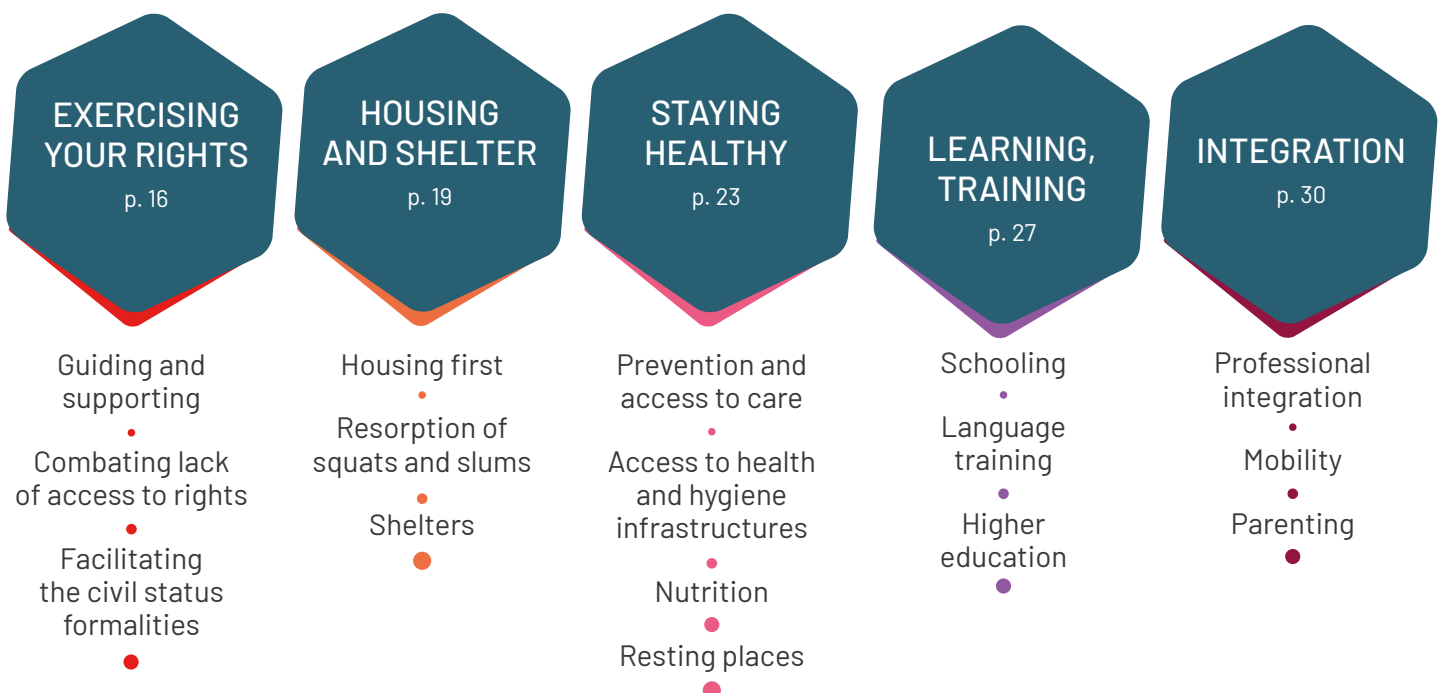 EXERCISING
YOUR RIGHTS
p. 16
Guiding and
supporting
Combating lack
of access to rights
Facilitating
the civil status
formalities
HOUSING
AND SHELTER
p. 19
Housing first
Resorption of
squats and slums
Shelters
STAYING
HEALTHY
p. 23
Prevention and
access to care
Access to health
and hygiene
infrastructures
Nutrition
Resting places
LEARNING,
TRAINING
p. 27
Schooling
Language
training
Higher
education
INTEGRATION
p. 30
Professional
integration
Mobility
Parenting